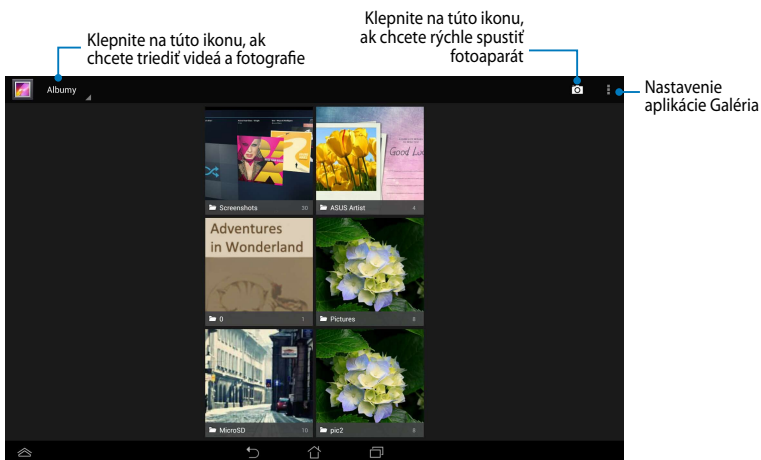 Klepnite na túto ikonu, ak
chcete triediť videá a fotografie
Klepnite na túto ikonu,
ak chcete rýchle spustiť
fotoaparát
Nastavenie
aplikácie Galéria
Albumy
Good Lu
Screenshots 30
ASUS Artist 4
Adventures
in Wonderland
0 1
Pictures 8
MicroSD 10
pic2 8